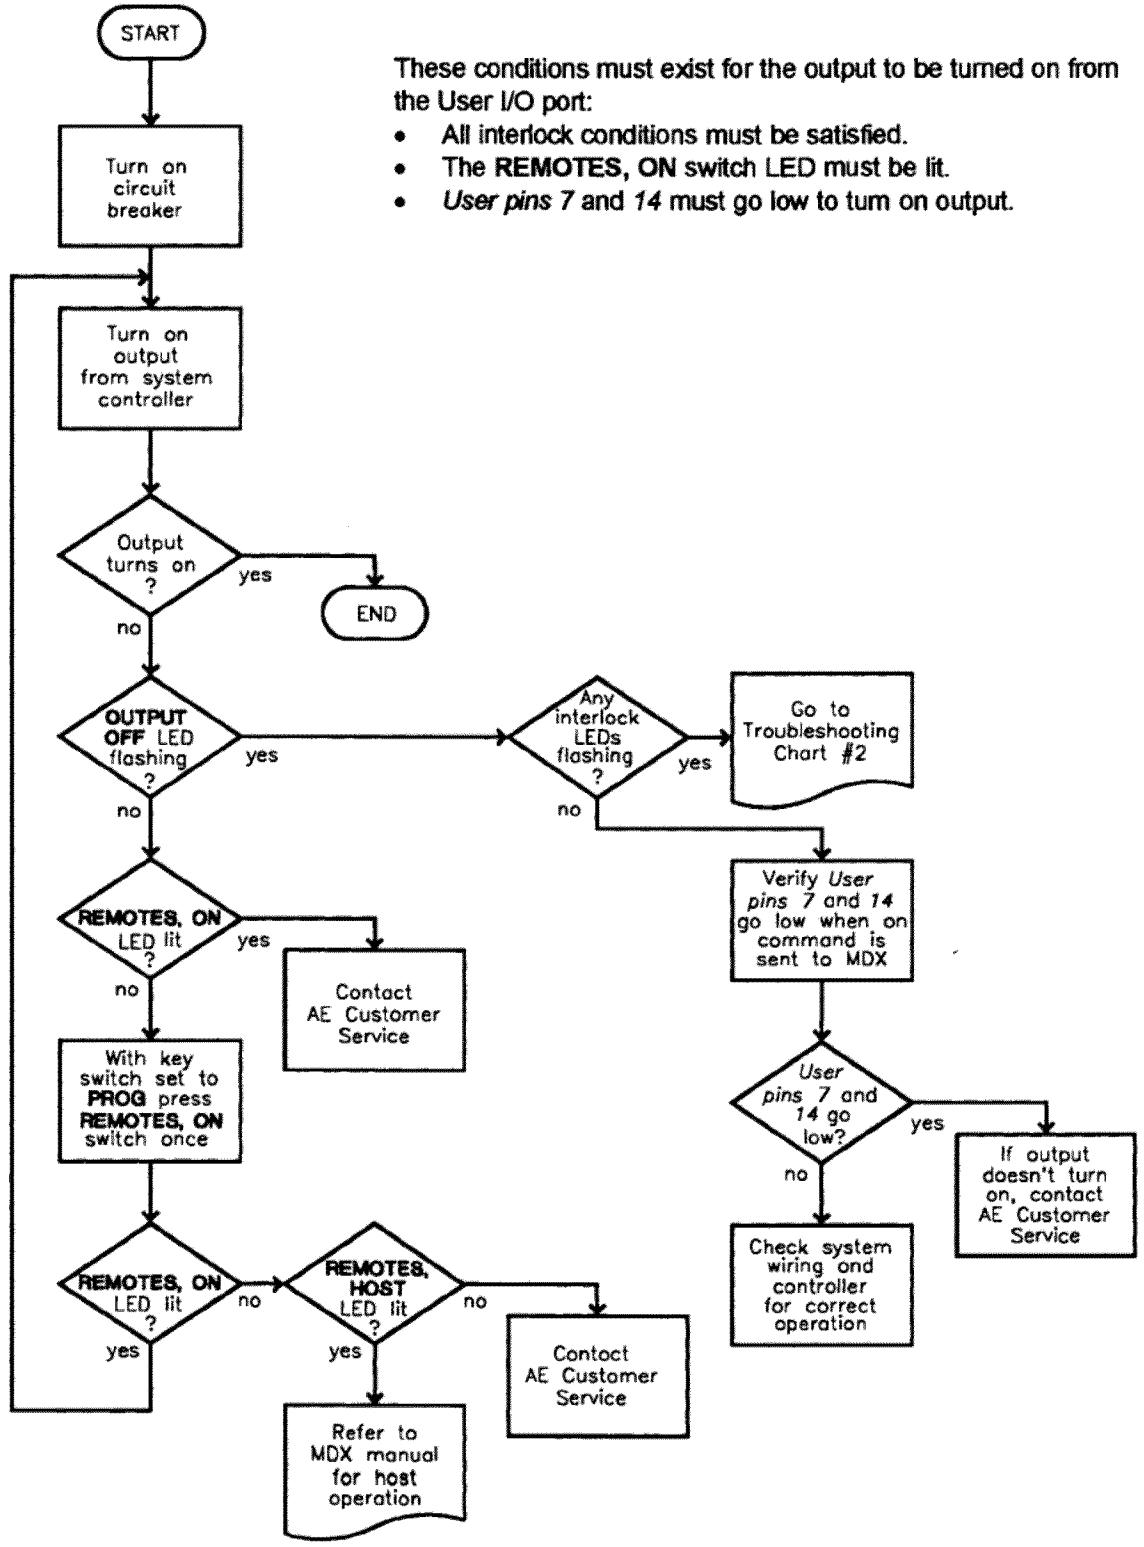 START
These conditions must exist for the output to be turned on from
the User I/O port:
• All interlock conditions must be satisfied.
• The REMOTES, ON switch LED must be lit.
• User pins 7 and 14 must go low to turn on output.
Turn on
circuit
breaker
Turn on
output
from system
controller
Output
turns on
?
yes
no
END
OUTPUT
OFF LED
flashing
?
yes
no
Any
interlock
LEDs
flashing
?
yes
no
Go to
Troubleshooting
Chart #2
REMOTES, ON
LED lit
?
yes
no
Contact
AE Customer
Service
Verify User
pins 7 and 14
go low when on
command is
sent to MDX
With key
switch set to
PROG press
REMOTES, ON
switch once
User
pins 7 and
14 go
low?
yes
no
If output
doesn't turn
on, contact
AE Customer
Service
Check system
wiring and
controller
for correct
operation
REMOTES, ON
LED lit
?
no
yes
REMOTES,
HOST
LED lit
?
no
yes
Contact
AE Customer
Service
Refer to
MDX manual
for host
operation